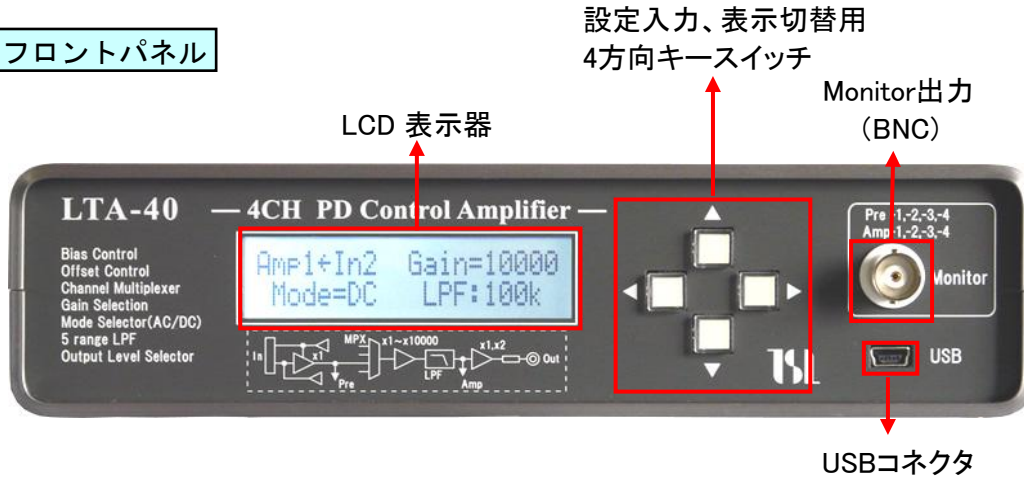 フロントパネル
設定入力、表示切替用
4方向キースイッチ
Monitor出力
（BNC）
LCD 表示器
LTA-40
4CH PD Control Amplifier
Bias Control
Offset Control
Channel Multiplexer
Gain Selection
Mode Selector(AC/DC)
5 range LPF
Output Level Selector
Amp1←In2 Gain=10000
Mode=DC LPF:100k
In
x1
Pre
MPX
x1~x10000
LPF
Amp
x1,x2
Out
TSL
Pre-1,-2,-3,-4
Amp-1,-2,-3,-4
Monitor
USB
USBコネクタ